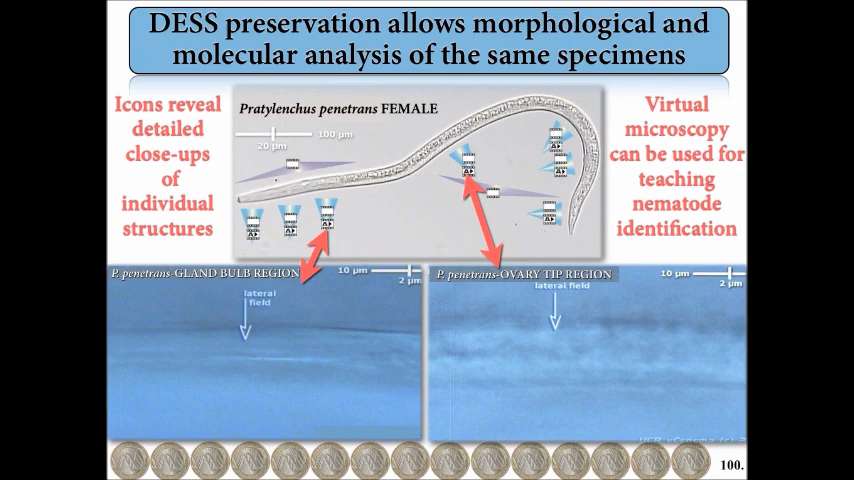 DESS preservation allows morphological and
molecular analysis of the same specimens
Icons reveal
detailed
close-ups
of
individual
structures
Pratylenchus penetrans FEMALE
100 µm
20 µm
Virtual
microscopy
can be used for
teaching
nematode
identification
P. penetrans-GLAND BULB REGION
10 µm
2 µm
lateral
field
P. penetrans-OVARY TIP REGION
10 µm
2 µm
lateral field
100.